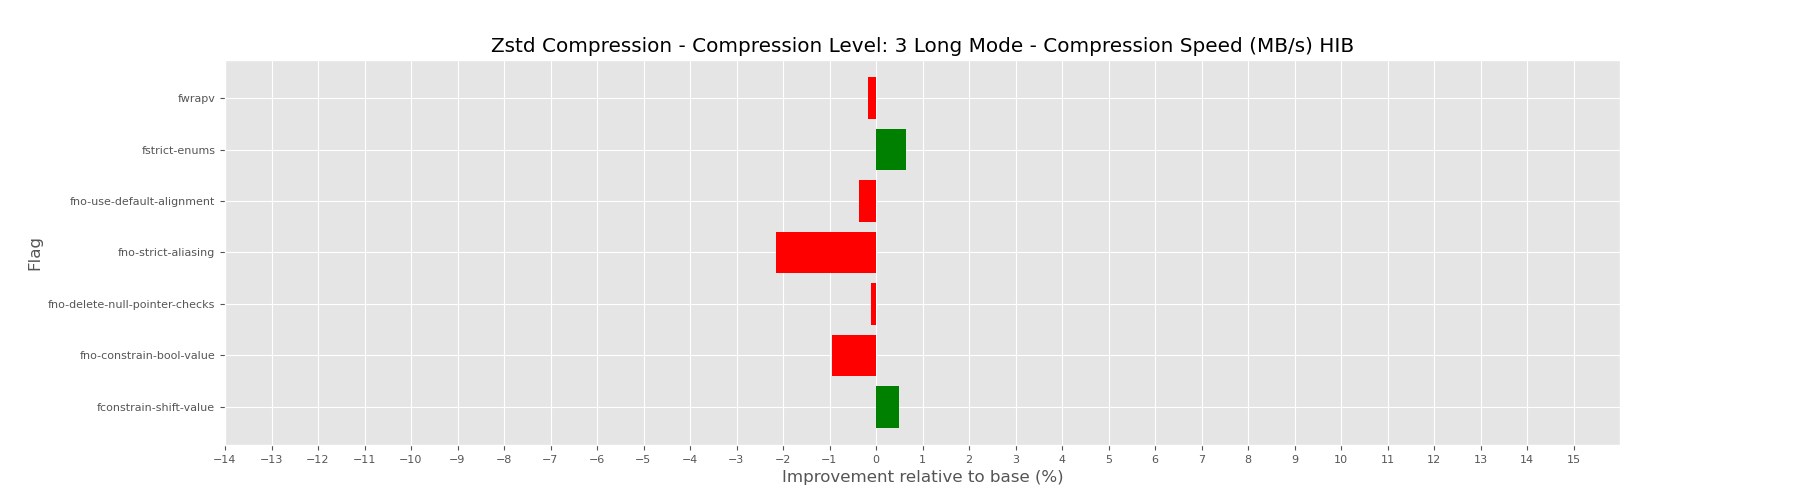 Zstd Compression - Compression Level: 3 Long Mode - Compression Speed (MB/s) HIB
Flag
fwrapv
fstrict-enums
fno-use-default-alignment
fno-strict-aliasing
fno-delete-null-pointer-checks
fno-constrain-bool-value
fconstrain-shift-value
−14 −13 −12 −11 −10 −9 −8 −7 −6 −5 −4 −3 −2 −1 0 1 2 3 4 5 6 7 8 9 10 11 12 13 14 15
Improvement relative to base (%)